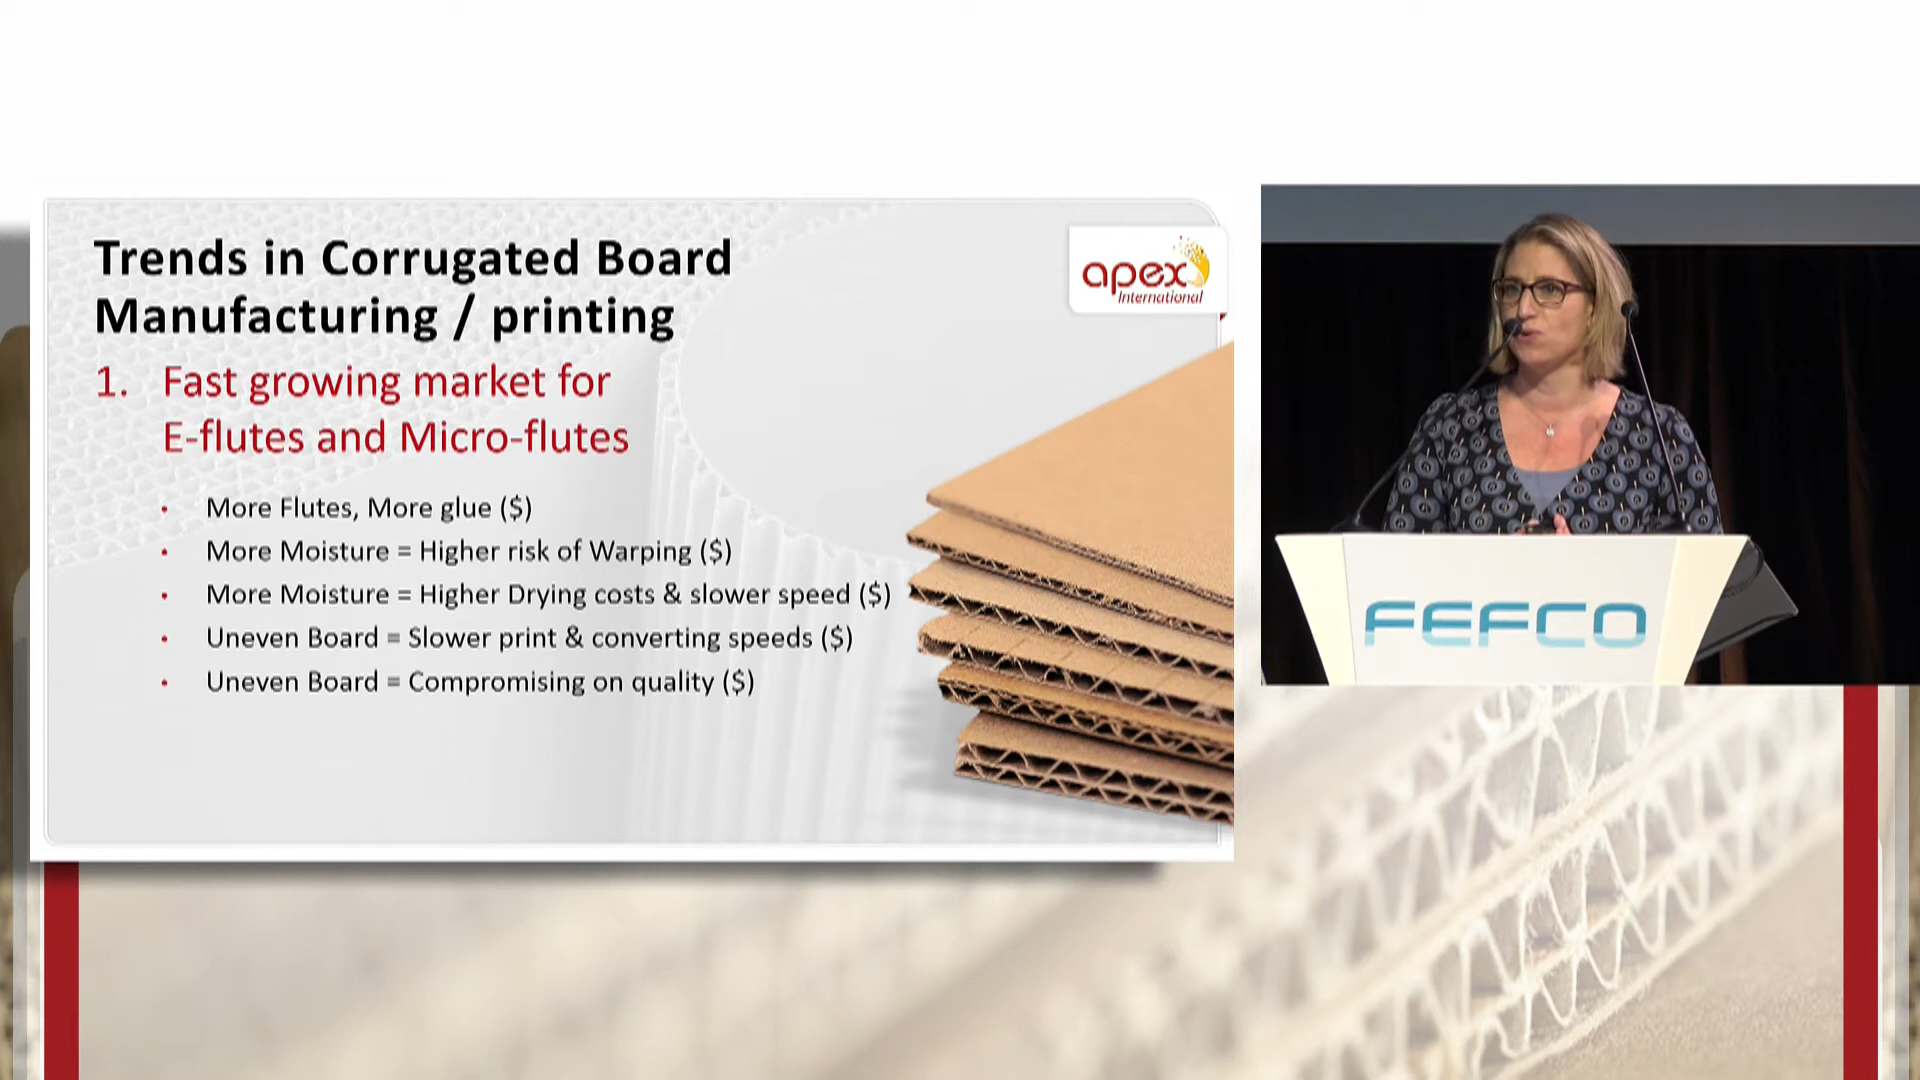 Trends in Corrugated Board
Manufacturing / printing
1. Fast growing market for
E-flutes and Micro-flutes
• More Flutes, More glue ($)
• More Moisture = Higher risk of Warping ($)
• More Moisture = Higher Drying costs & slower speed ($)
• Uneven Board = Slower print & converting speeds ($)
• Uneven Board = Compromising on quality ($)
apex
International
FEFCO